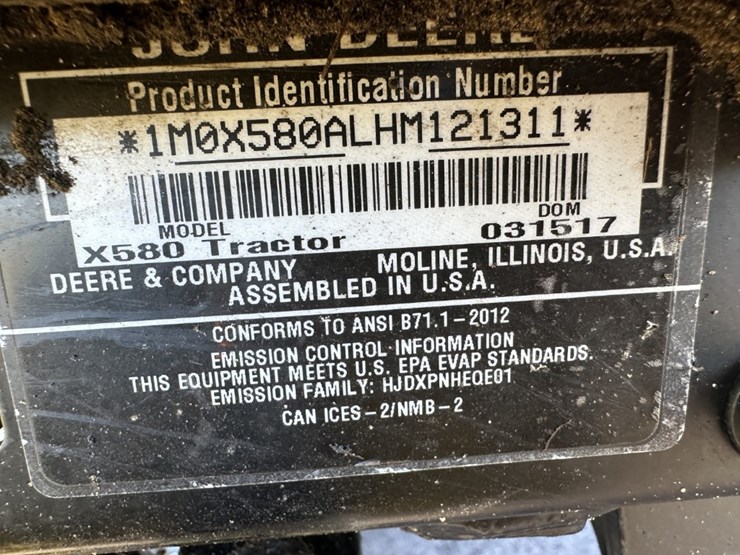 JOHN DEERE
Product Identification Number
*1M0X580ALHM121311*
MODEL DOM
X580 Tractor 031517
DEERE & COMPANY MOLINE, ILLINOIS, U.S.A.
ASSEMBLED IN U.S.A.
CONFORMS TO ANSI B71.1-2012
EMISSION CONTROL INFORMATION
THIS EQUIPMENT MEETS U.S. EPA EVAP STANDARDS.
EMISSION FAMILY: HJDXPNHEQE01
CAN ICES-2/NMB-2